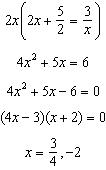 2x(2x + 5/2 = 3/x)
4x² + 5x = 6
4x² + 5x − 6 = 0
(4x − 3)(x + 2) = 0
x = 3/4, −2